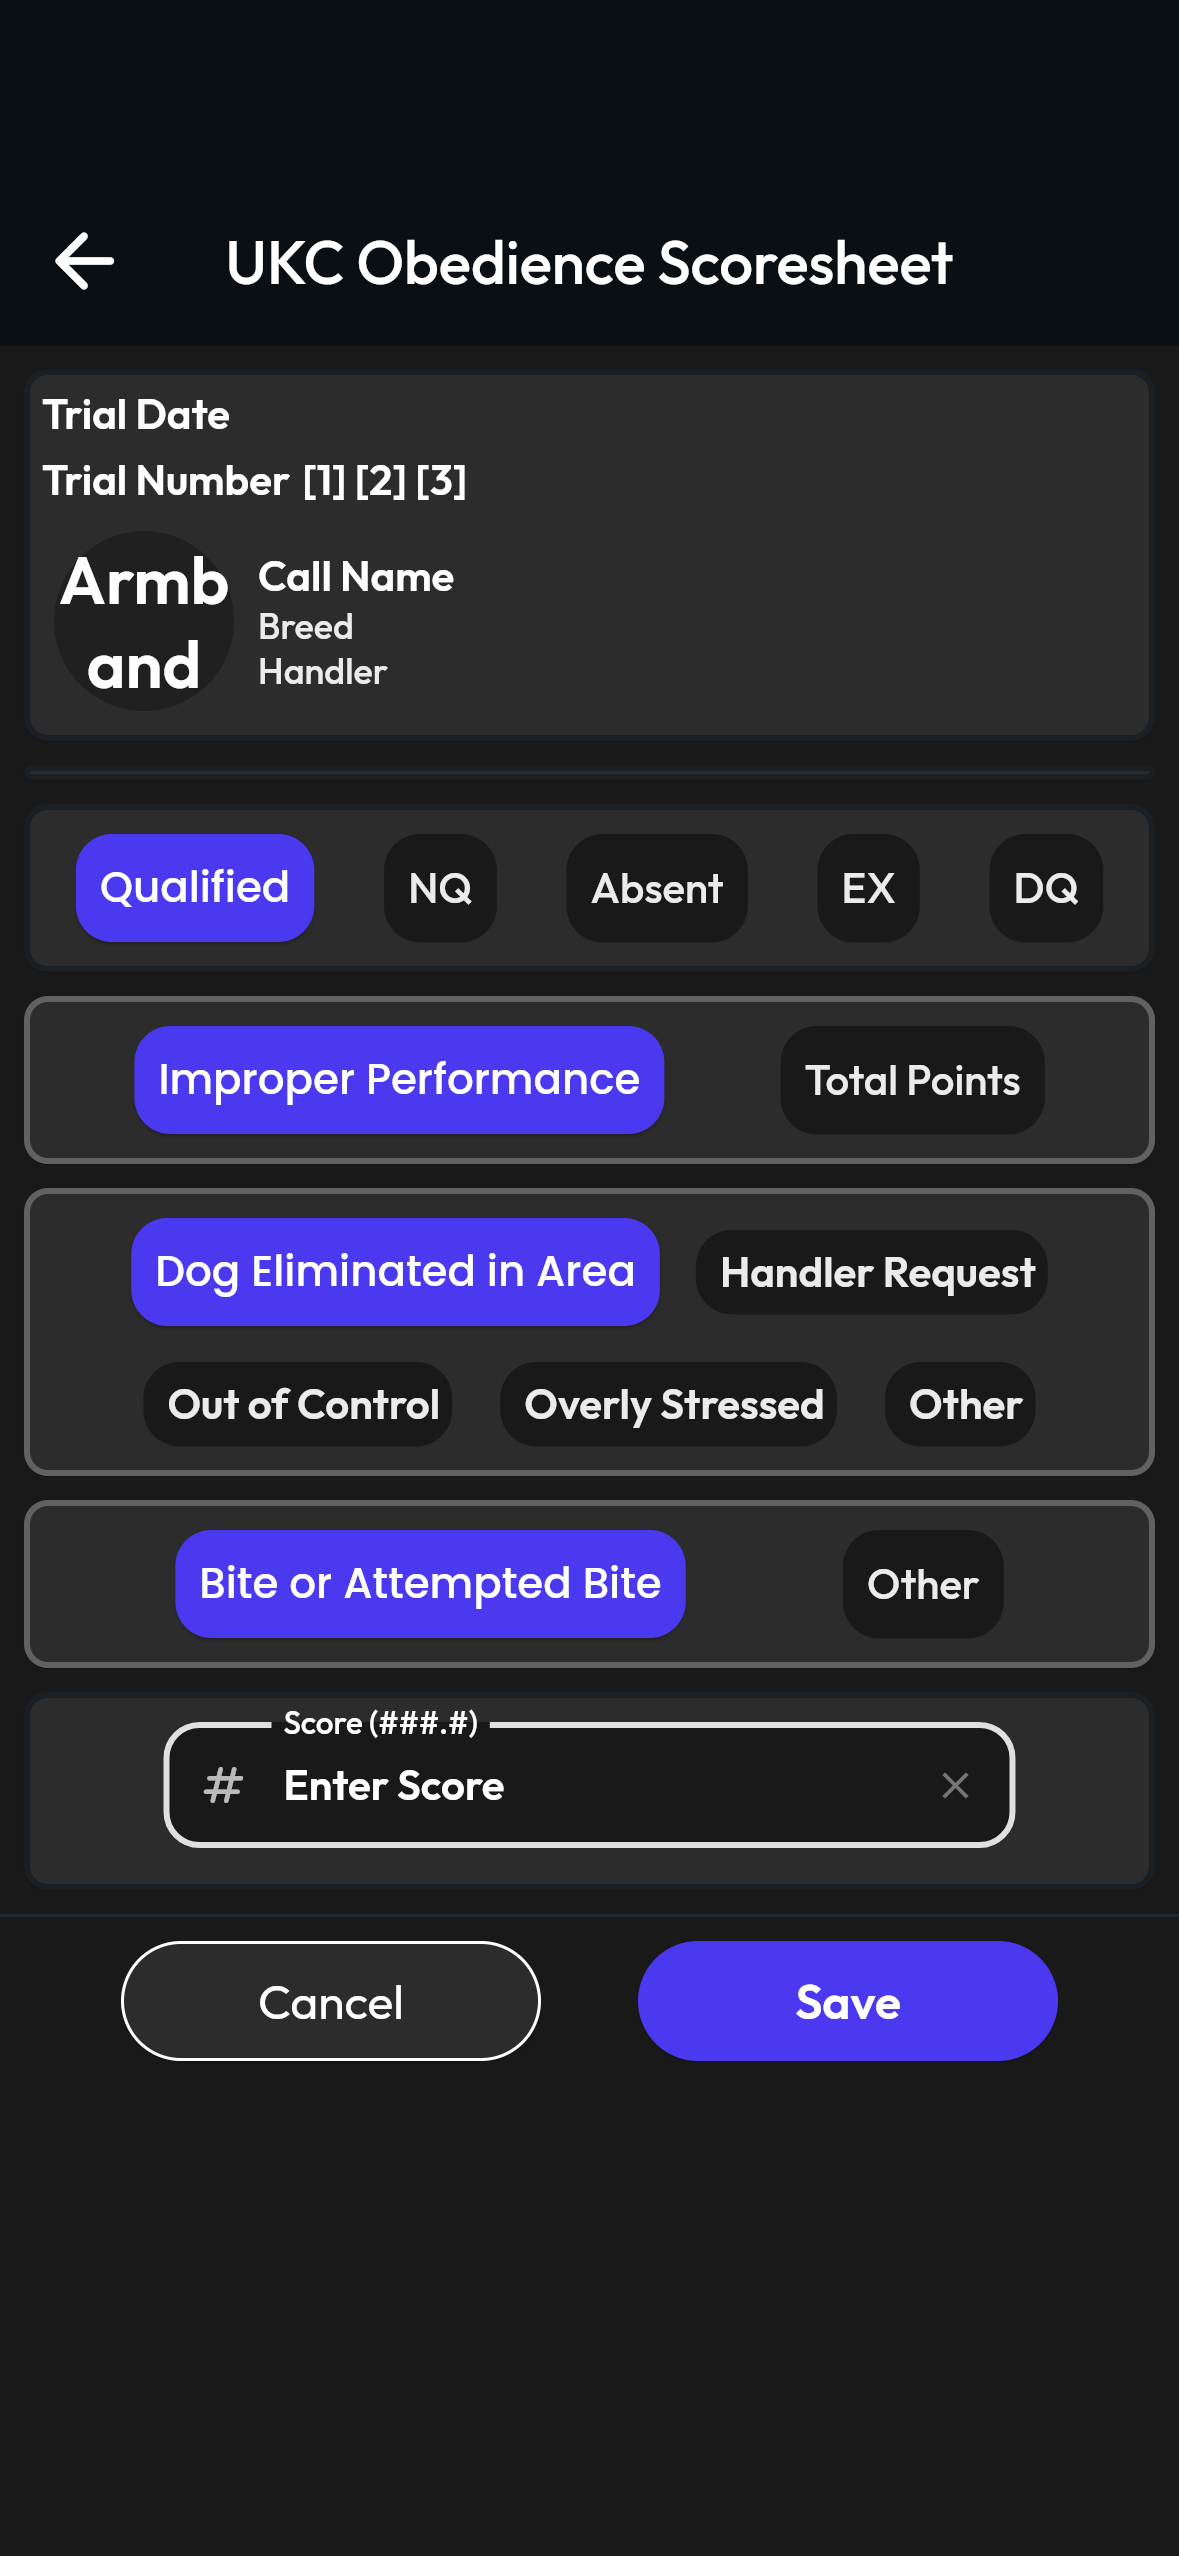 UKC Obedience Scoresheet
Trial Date
Trial Number [1] [2] [3]
Armb
and
Call Name
Breed
Handler
Qualified NQ Absent EX DQ
Improper Performance Total Points
Dog Eliminated in Area Handler Request
Out of Control Overly Stressed Other
Bite or Attempted Bite Other
Score (###.#)
# Enter Score
Cancel Save